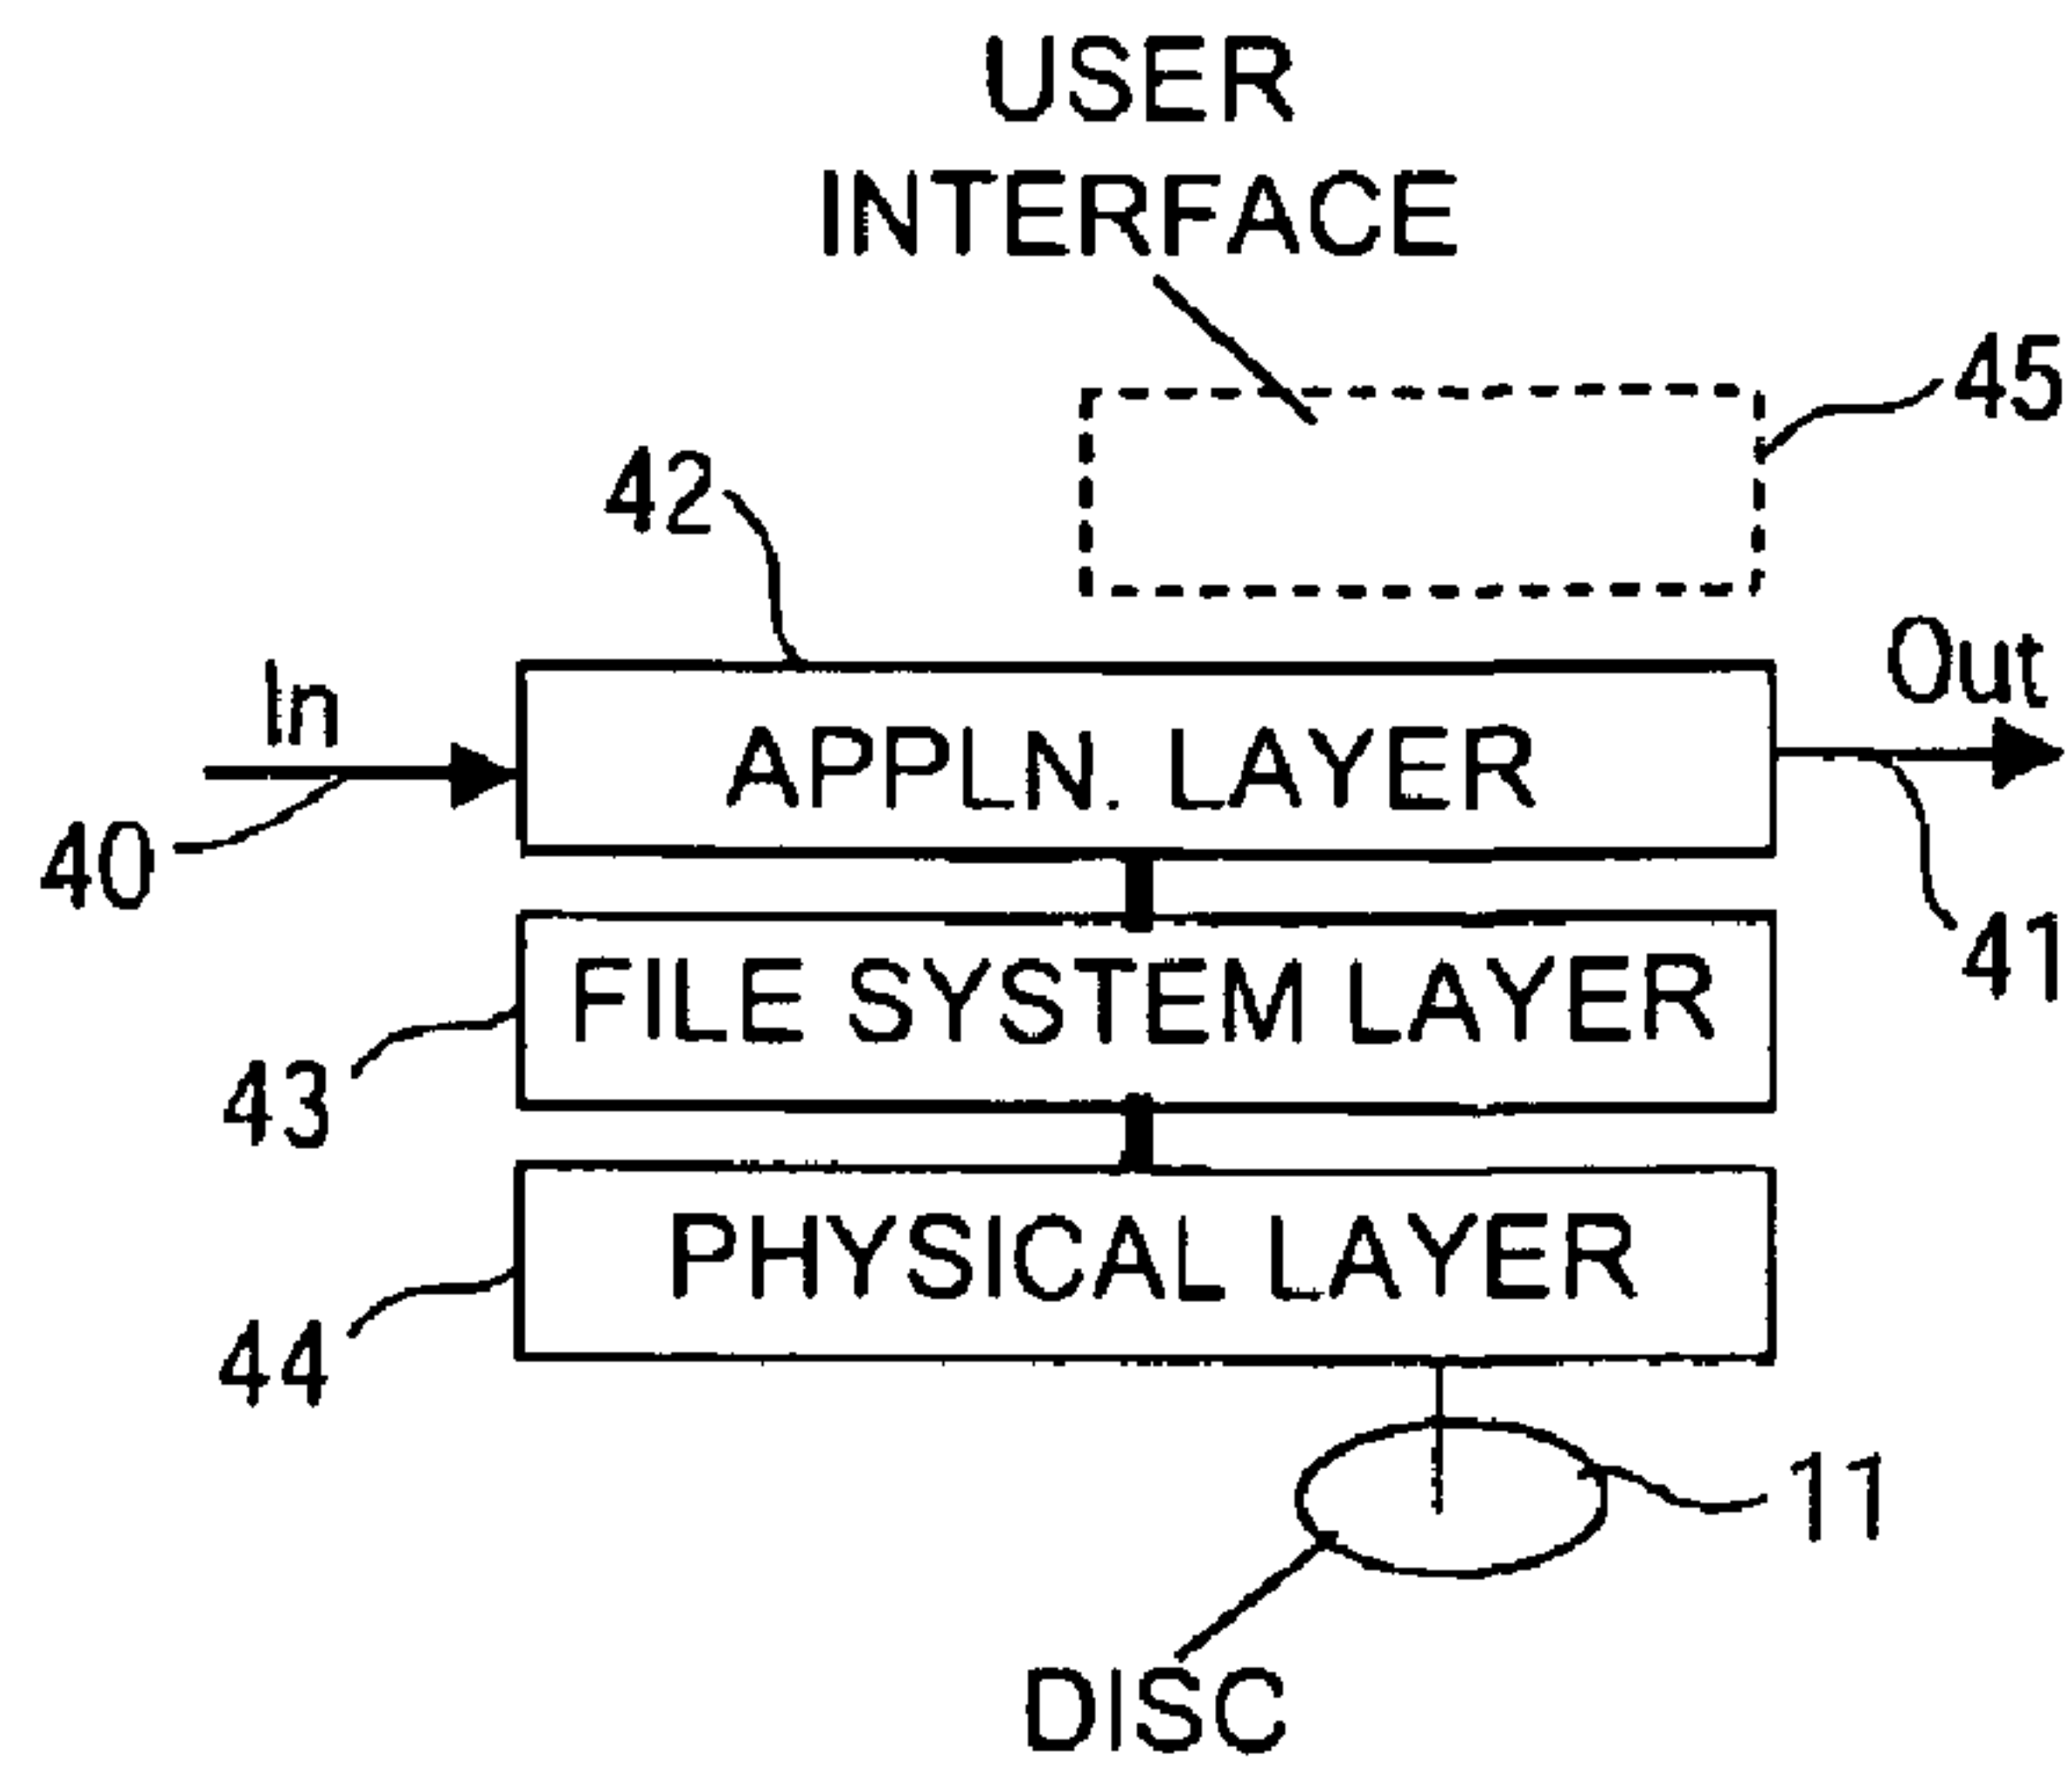 USER
INTERFACE
45
42
In
Out
APPLN. LAYER
40
41
FILE SYSTEM LAYER
43
PHYSICAL LAYER
44
11
DISC